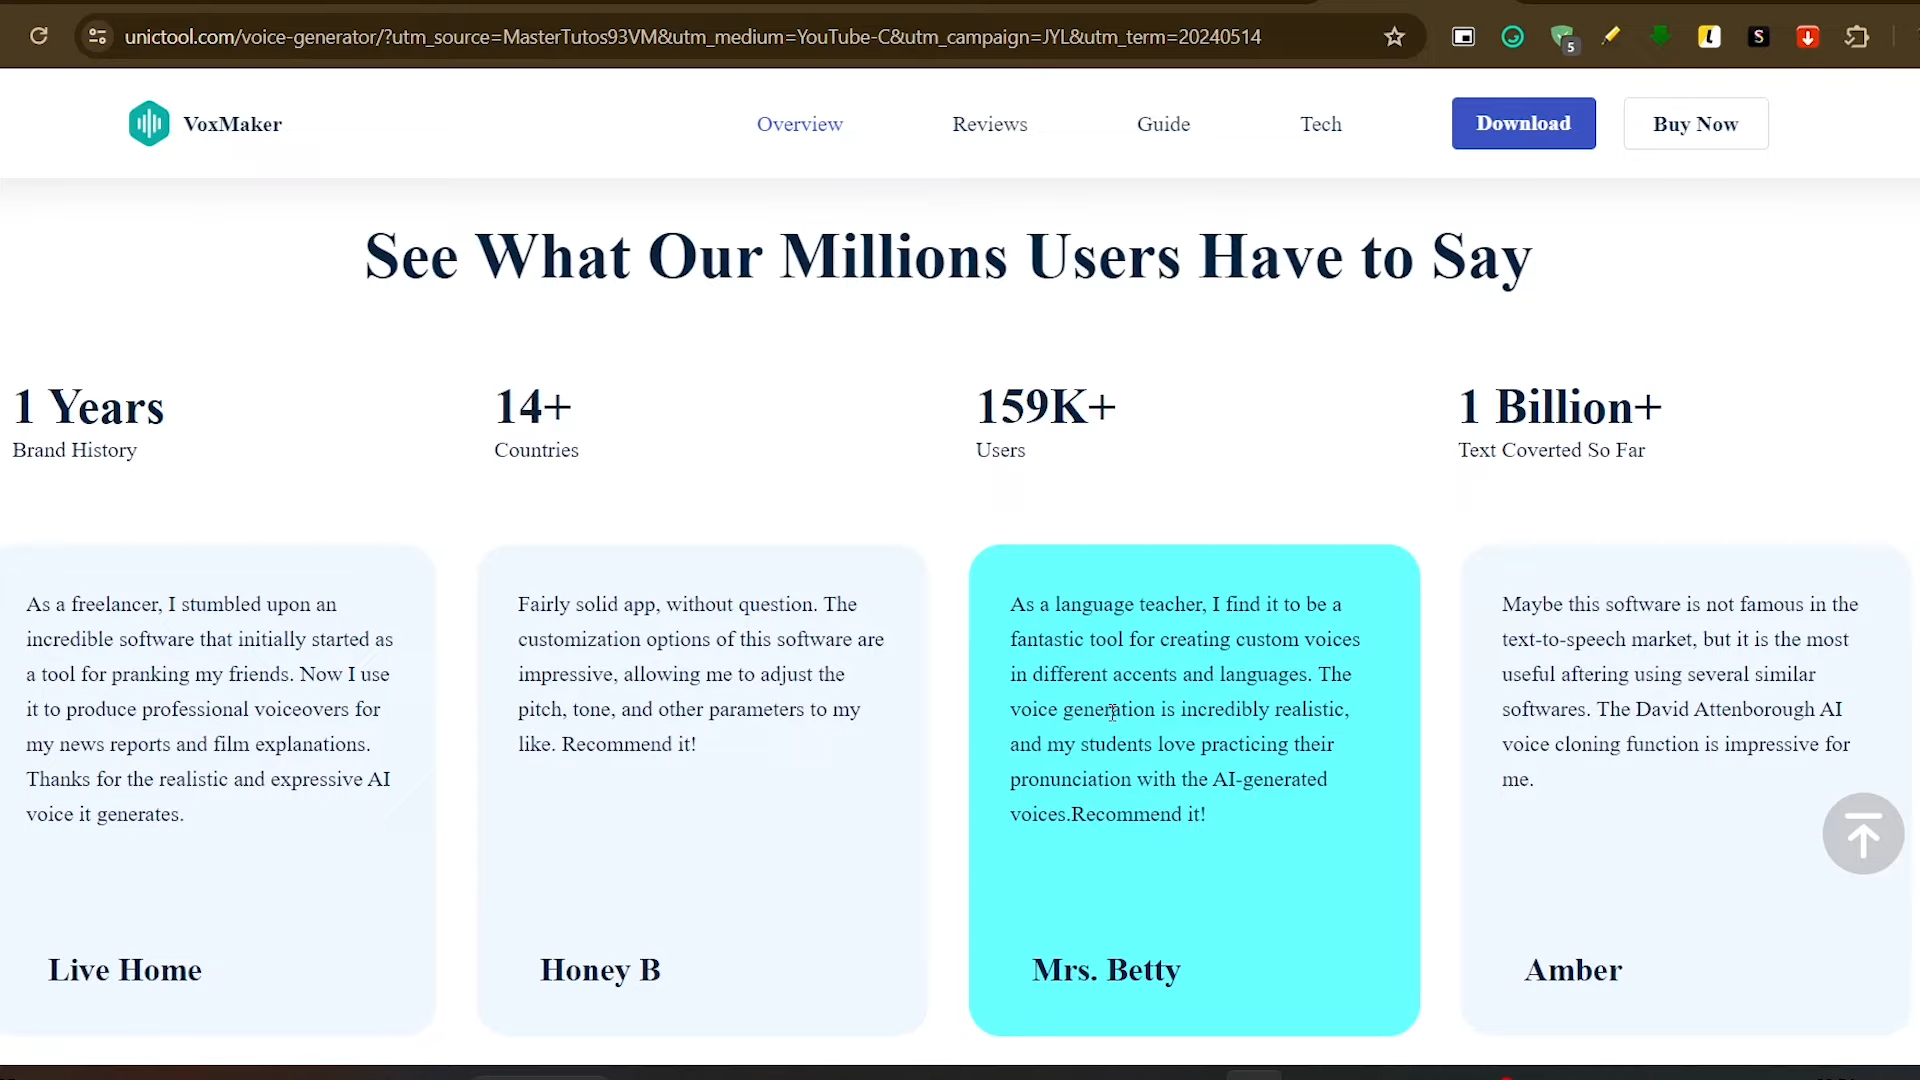 unictool.com/voice-generator/?utm_source=MasterTutos93VM&utm_medium=YouTube-C&utm_campaign=JYL&utm_term=20240514
5
L
S
VoxMaker
Overview
Reviews
Guide
Tech
Download
Buy Now
See What Our Millions Users Have to Say
1 Years
Brand History
14+
Countries
159K+
Users
1 Billion+
Text Coverted So Far
As a freelancer, I stumbled upon an
incredible software that initially started as
a tool for pranking my friends. Now I use
it to produce professional voiceovers for
my news reports and film explanations.
Thanks for the realistic and expressive AI
voice it generates.
Live Home
Fairly solid app, without question. The
customization options of this software are
impressive, allowing me to adjust the
pitch, tone, and other parameters to my
like. Recommend it!
Honey B
As a language teacher, I find it to be a
fantastic tool for creating custom voices
in different accents and languages. The
voice generation is incredibly realistic,
and my students love practicing their
pronunciation with the AI-generated
voices.Recommend it!
Mrs. Betty
Maybe this software is not famous in the
text-to-speech market, but it is the most
useful aftering using several similar
softwares. The David Attenborough AI
voice cloning function is impressive for
me.
Amber